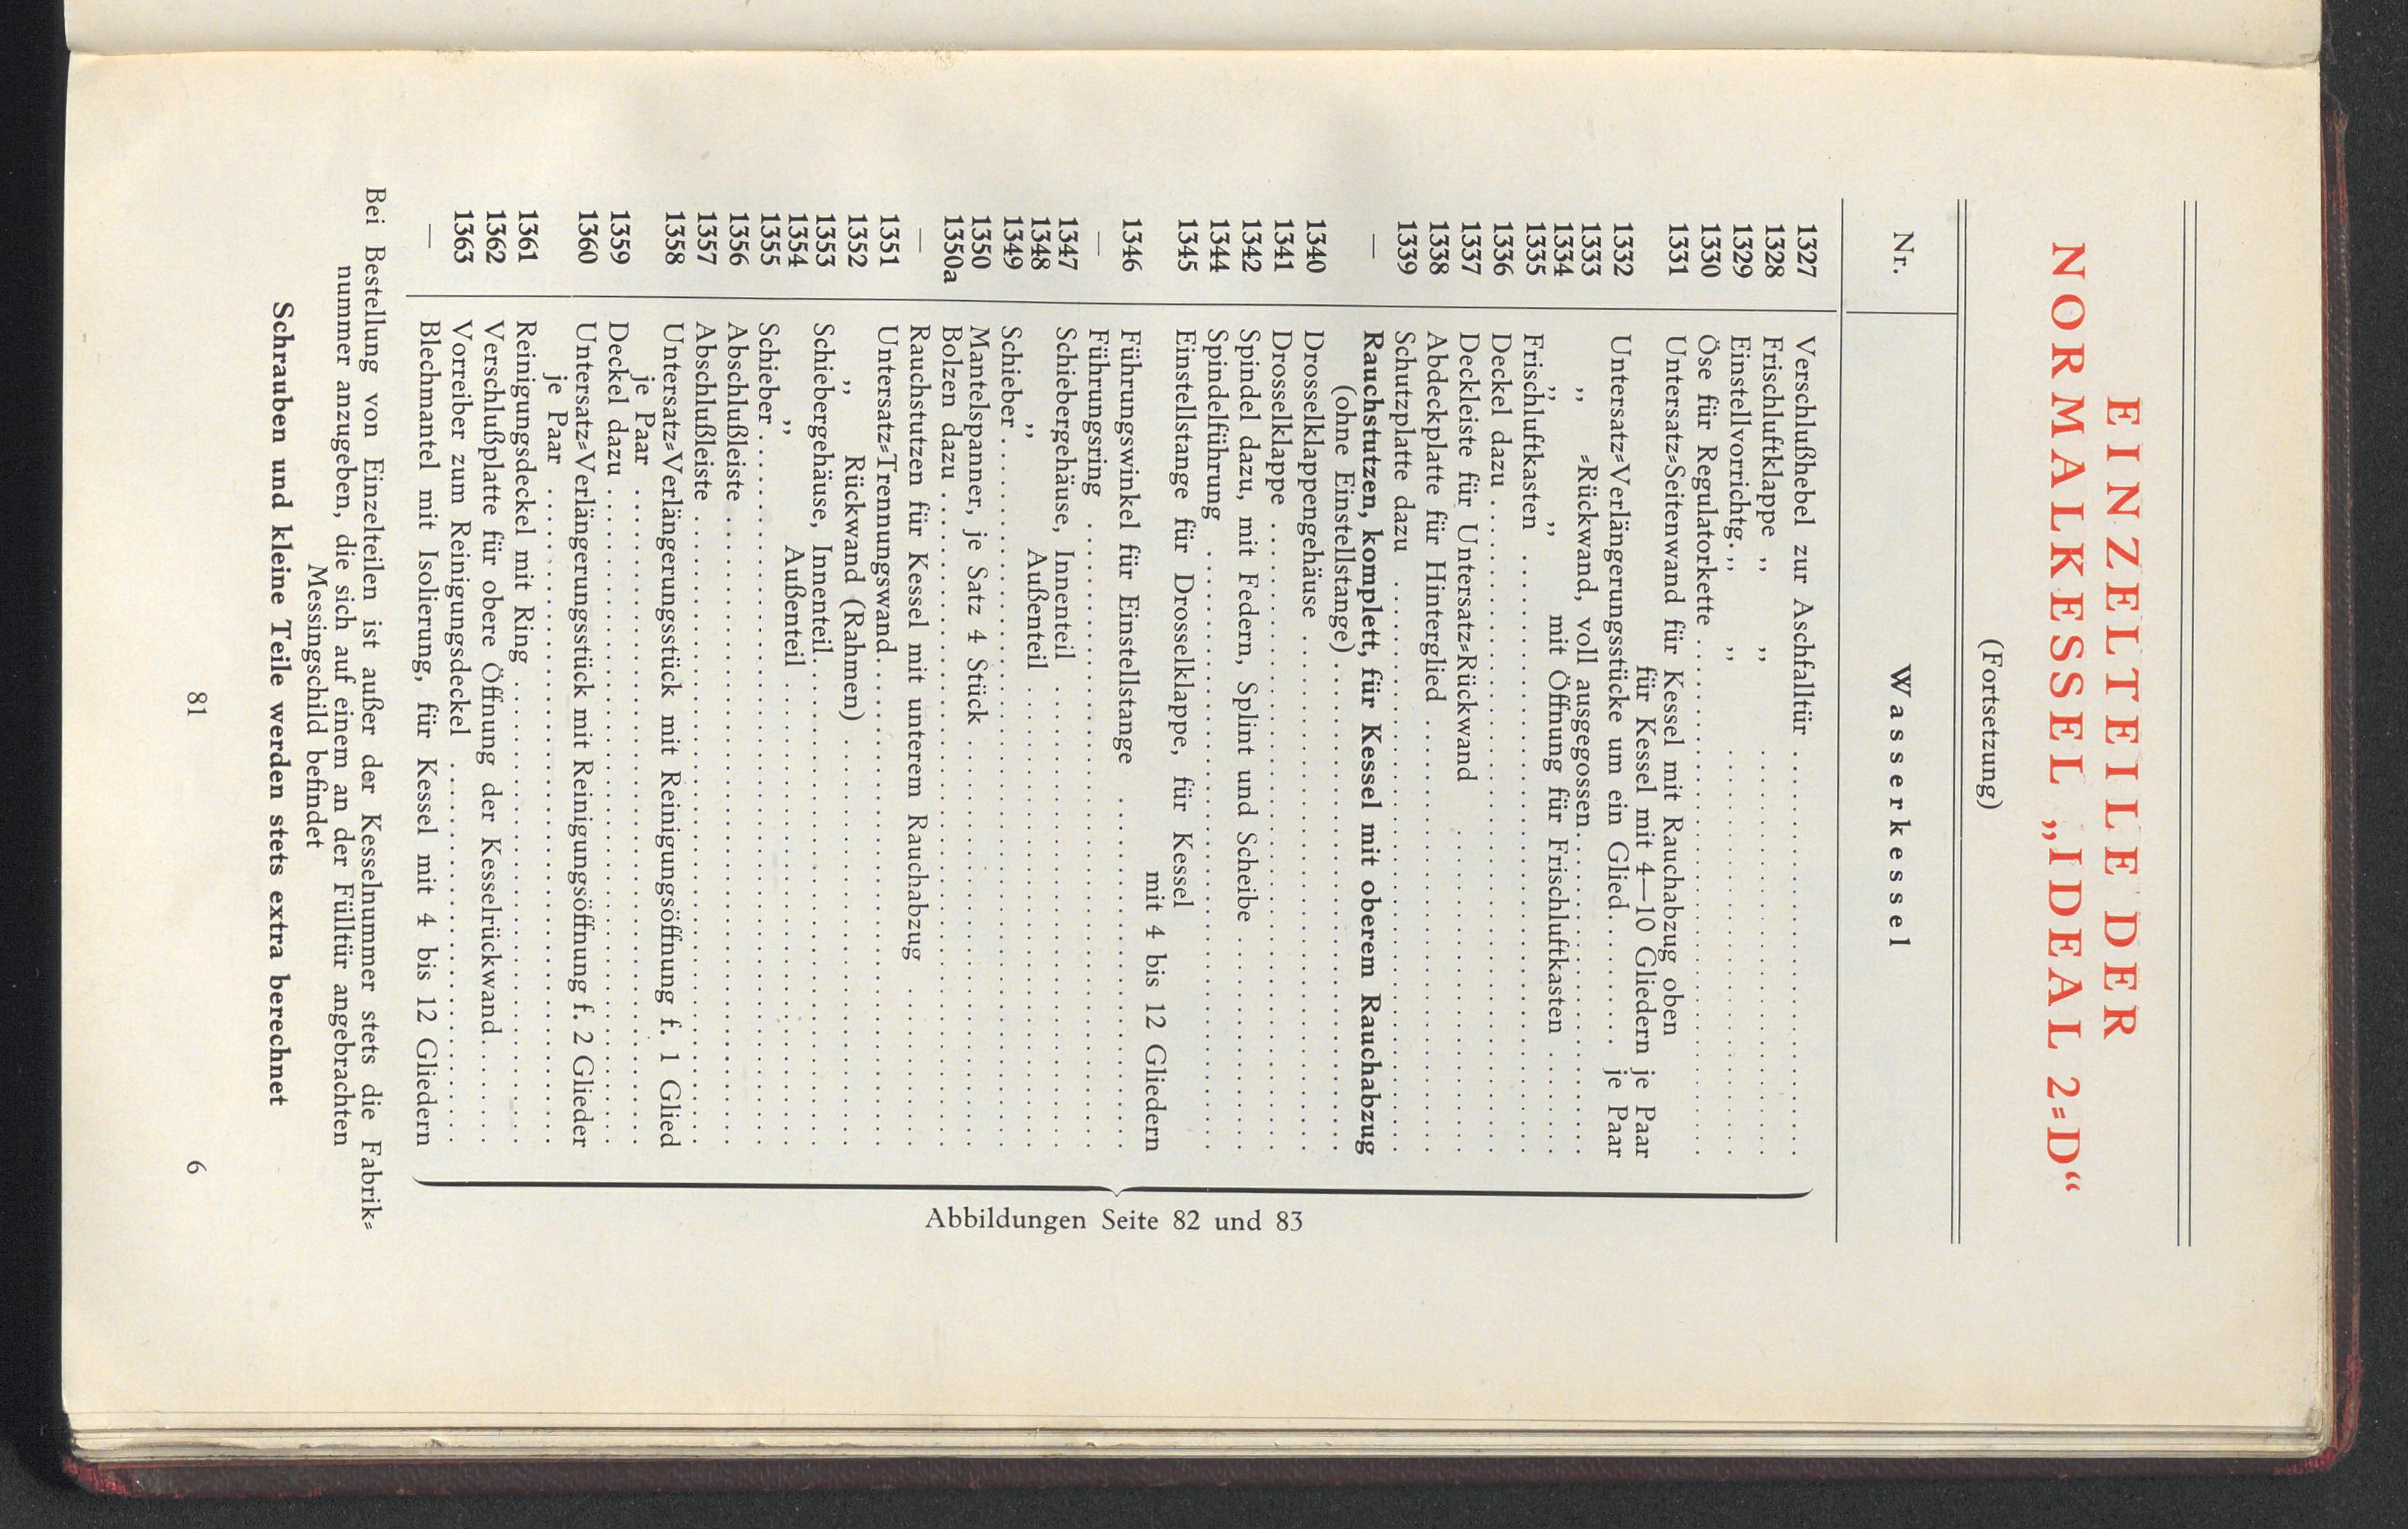 EINZELTEILE DER
NORMALKESSEL „IDEAL 2=D“
(Fortsetzung)
Nr. Wasserkessel
1327 Verschlußhebel zur Aschfalltür
1328 Frischluftklappe „ „
1329 Einstellvorrichtg. „ „
1330 Öse für Regulatorkette
1331 Untersatz=Seitenwand für Kessel mit Rauchabzug oben
für Kessel mit 4—10 Gliedern je Paar
1332 Untersatz=Verlängerungsstücke um ein Glied je Paar
1333 „ =Rückwand, voll ausgegossen
1334 „ „ mit Öffnung für Frischluftkasten
1335 Frischluftkasten
1336 Deckel dazu
1337 Deckleiste für Untersatz=Rückwand
1338 Abdeckplatte für Hinterglied
1339 Schutzplatte dazu
— Rauchstutzen, komplett, für Kessel mit oberem Rauchabzug
(ohne Einstellstange)
1340 Drosselklappengehäuse
1341 Drosselklappe
1342 Spindel dazu, mit Federn, Splint und Scheibe
1344 Spindelführung
1345 Einstellstange für Drosselklappe, für Kessel
mit 4 bis 12 Gliedern
1346 Führungswinkel für Einstellstange
— Führungsring
1347 Schiebergehäuse, Innenteil
1348 „ Außenteil
1349 Schieber
1350 Mantelspanner, je Satz 4 Stück
1350a Bolzen dazu
— Rauchstutzen für Kessel mit unterem Rauchabzug
1351 Untersatz=Trennungswand
1352 „ Rückwand (Rahmen)
1353 Schiebergehäuse, Innenteil
1354 „ Außenteil
1355 Schieber
1356 Abschlußleiste
1357 Abschlußleiste
1358 Untersatz=Verlängerungsstück mit Reinigungsöffnung f. 1 Glied
je Paar
1359 Deckel dazu
1360 Untersatz=Verlängerungsstück mit Reinigungsöffnung f. 2 Glieder
je Paar
1361 Reinigungsdeckel mit Ring
1362 Verschlußplatte für obere Öffnung der Kesselrückwand
1363 Vorreiber zum Reinigungsdeckel
— Blechmantel mit Isolierung, für Kessel mit 4 bis 12 Gliedern
Abbildungen Seite 82 und 83
Bei Bestellung von Einzelteilen ist außer der Kesselnummer stets die Fabrik=
nummer anzugeben, die sich auf einem an der Fülltür angebrachten
Messingschild befindet
Schrauben und kleine Teile werden stets extra berechnet
81 6